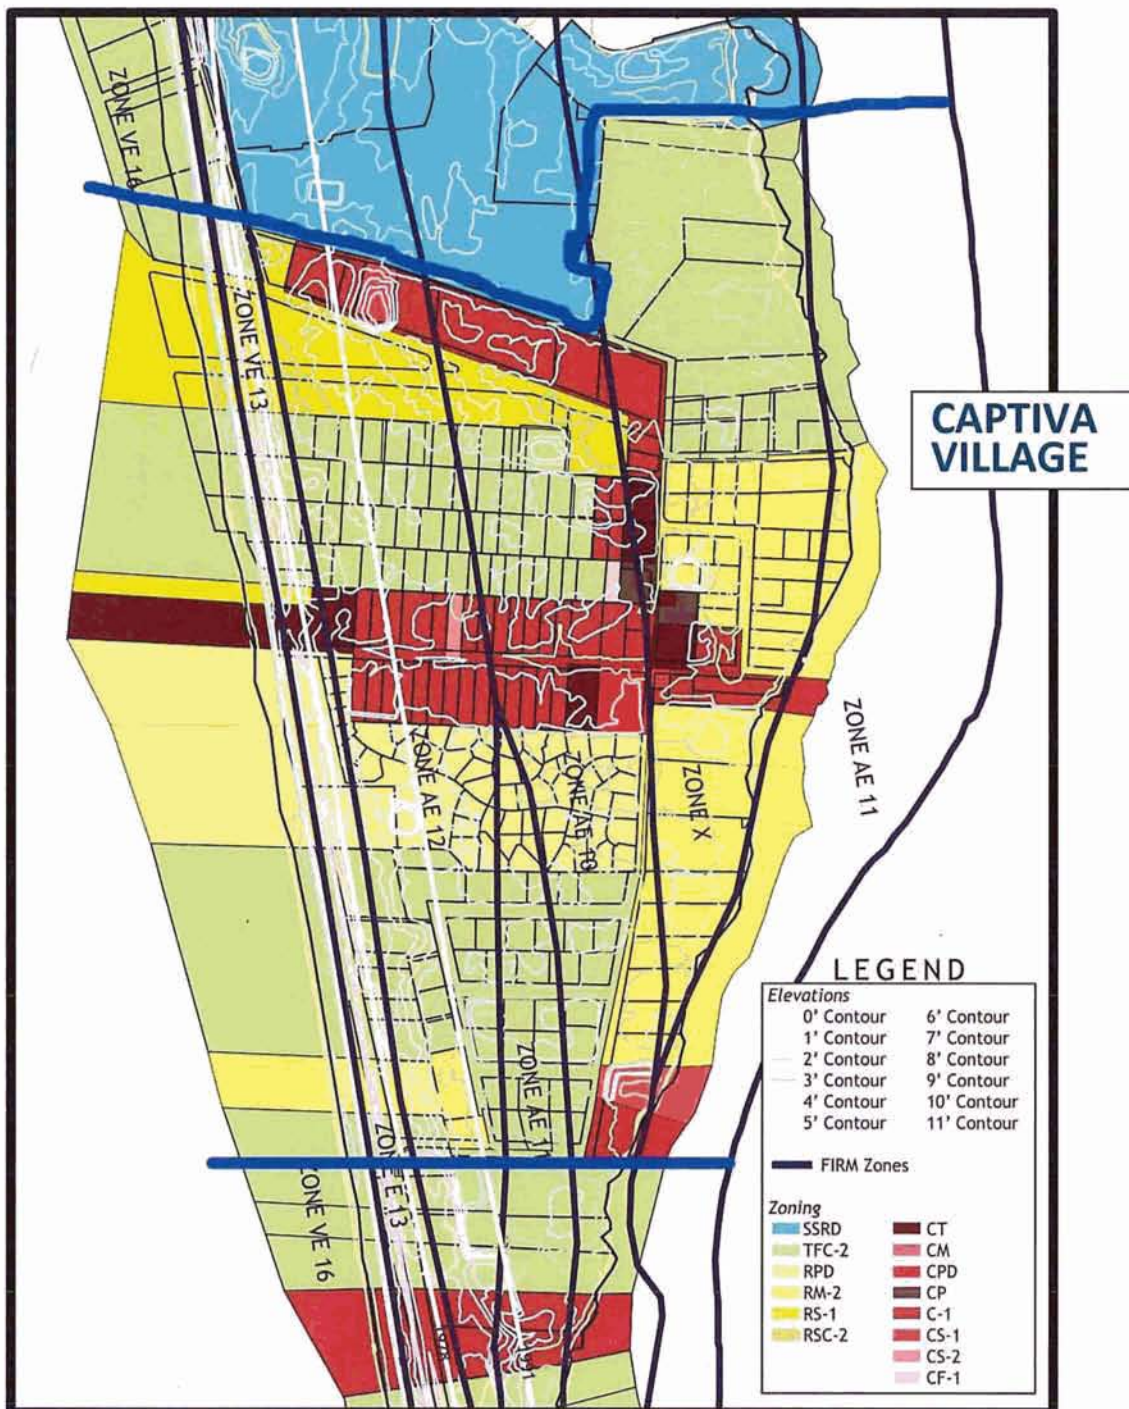 ZONE VE 16
ZONE VE 13
CAPTIVA
VILLAGE
ZONE AE 11
ZONE AE 12
ZONE AE 13
ZONE X
ZONE AE 11
ZONE VE 16
LEGEND
Elevations
0' Contour
1' Contour
2' Contour
3' Contour
4' Contour
5' Contour
6' Contour
7' Contour
8' Contour
9' Contour
10' Contour
11' Contour
FIRM Zones
Zoning
SSRD
TFC-2
RPD
RM-2
RS-1
RSC-2
CT
CM
CPD
CP
C-1
CS-1
CS-2
CF-1
1978